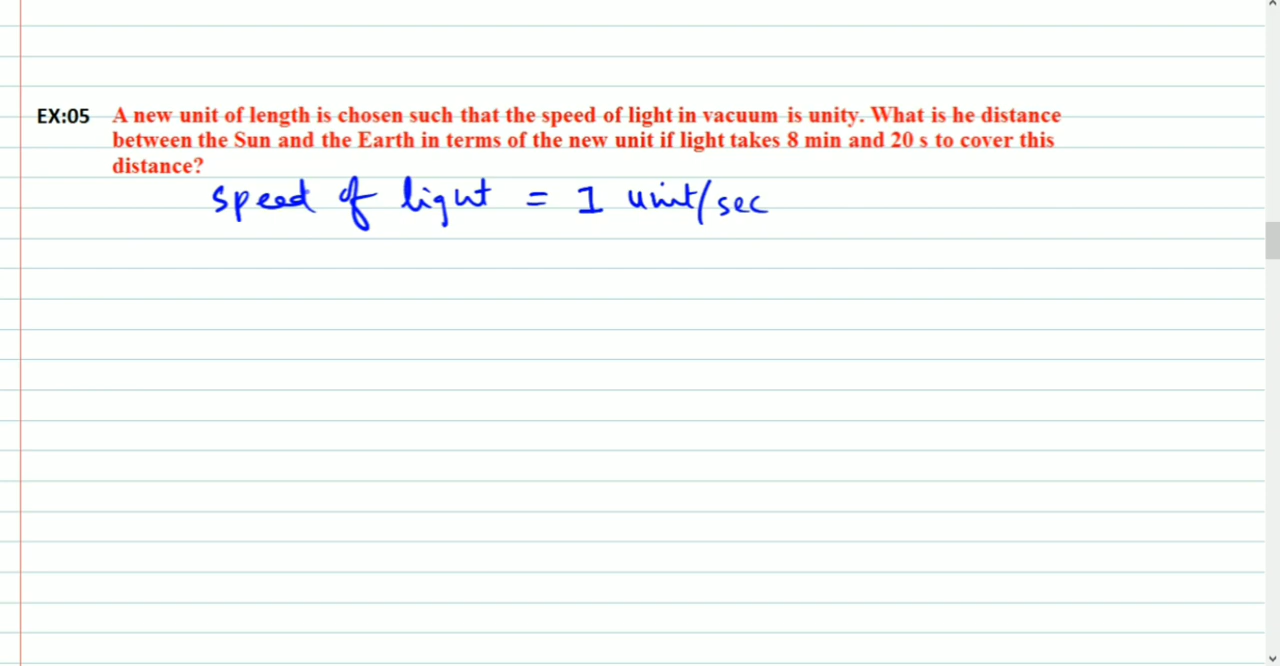 EX:05 A new unit of length is chosen such that the speed of light in vacuum is unity. What is he distance
between the Sun and the Earth in terms of the new unit if light takes 8 min and 20 s to cover this
distance?
speed of light = 1 unit/sec